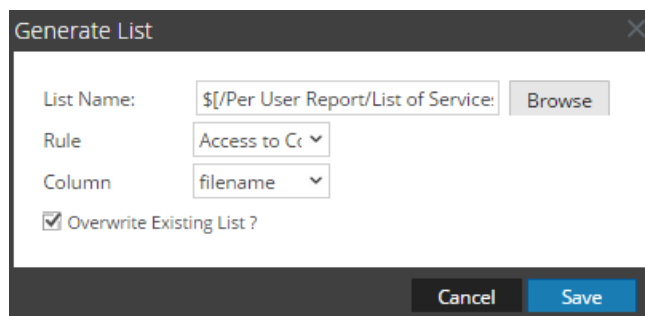 Generate List
List Name: $[/Per User Report/List of Service: Browse
Rule Access to Cc
Column filename
Overwrite Existing List ?
Cancel Save